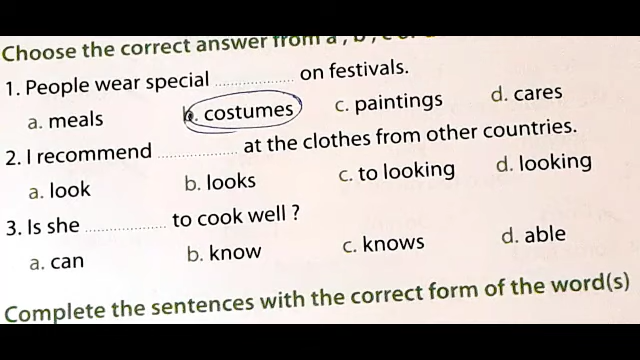 Choose the correct answer from a, b, c or d
1. People wear special .................. on festivals.
a. meals b. costumes c. paintings d. cares
2. I recommend .................. at the clothes from other countries.
a. look b. looks c. to looking d. looking
3. Is she .................. to cook well ?
a. can b. know c. knows d. able
Complete the sentences with the correct form of the word(s)